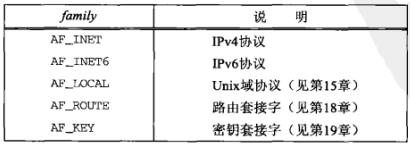 family 说 明
AF_INET IPv4协议
AF_INET6 IPv6协议
AF_LOCAL Unix域协议（见第15章）
AF_ROUTE 路由套接字（见第18章）
AF_KEY 密钥套接字（见第19章）